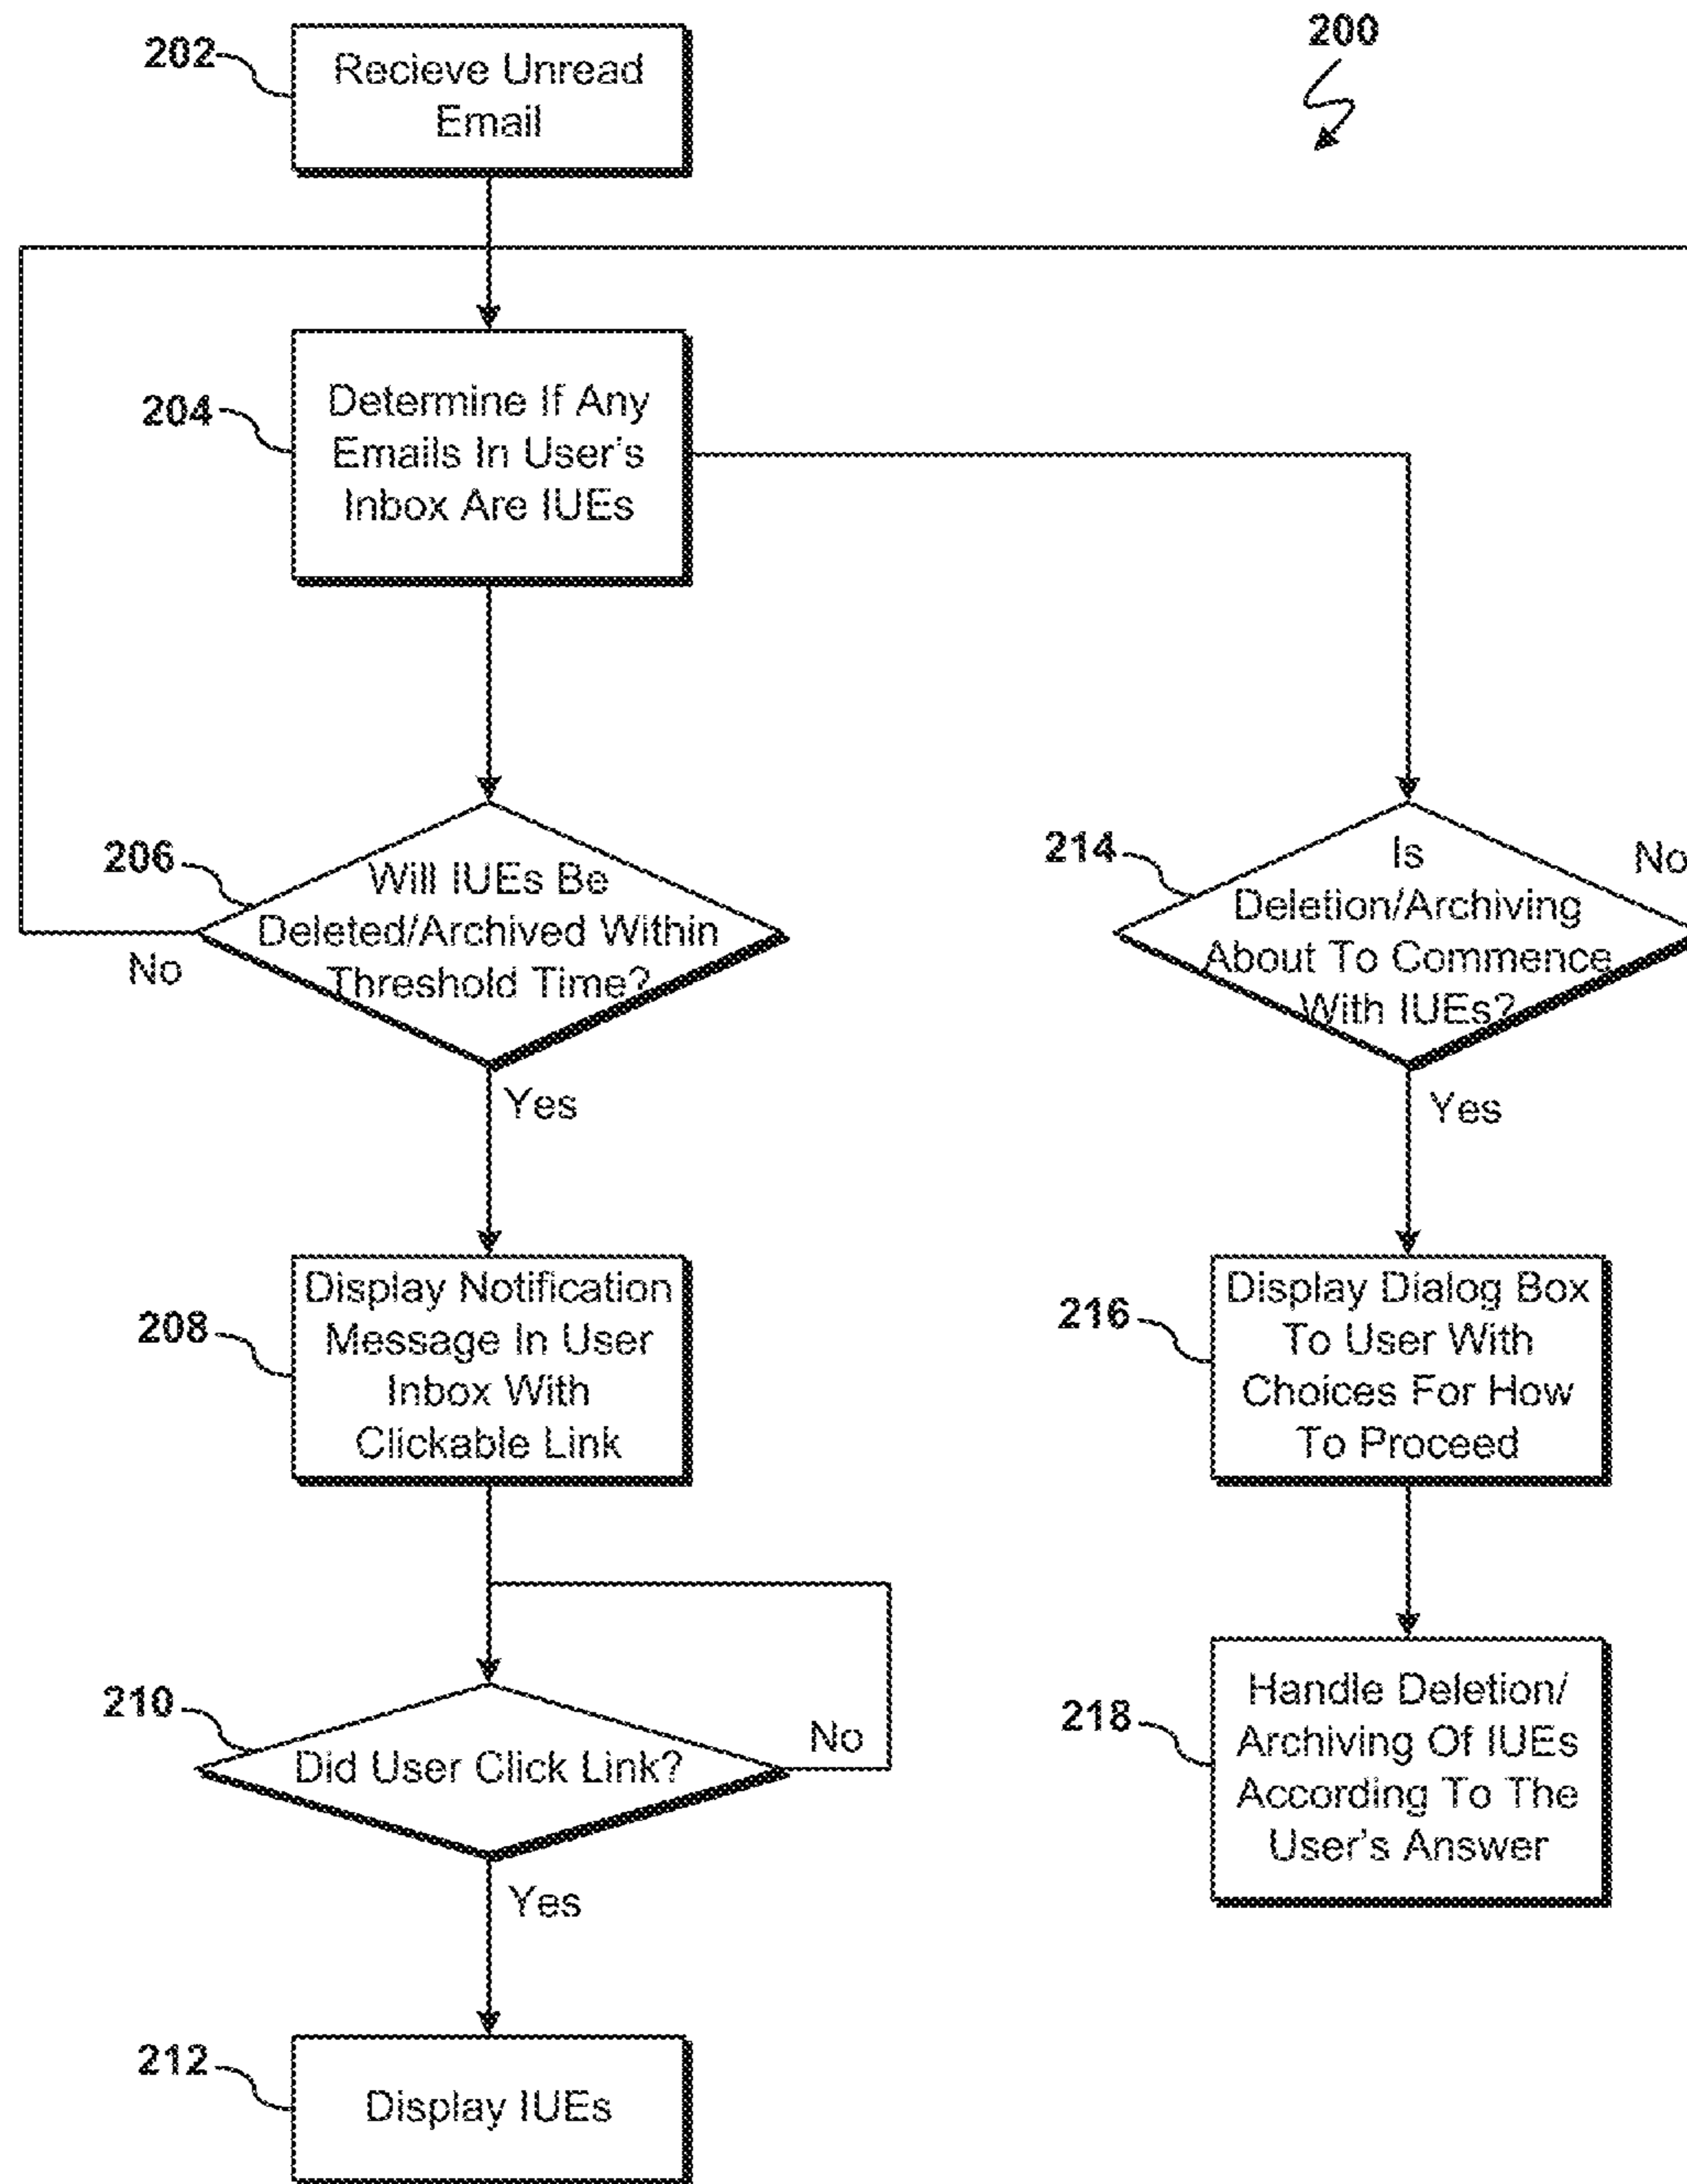 200
202
Recieve Unread
Email
204
Determine If Any
Emails In User's
Inbox Are IUEs
206
Will IUEs Be
Deleted/Archived Within
Threshold Time?
No
Yes
208
Display Notification
Message In User
Inbox With
Clickable Link
210
Did User Click Link?
No
Yes
212
Display IUEs
214
Is
Deletion/Archiving
About To Commence
With IUEs?
No
Yes
216
Display Dialog Box
To User With
Choices For How
To Proceed
218
Handle Deletion/
Archiving Of IUEs
According To The
User's Answer